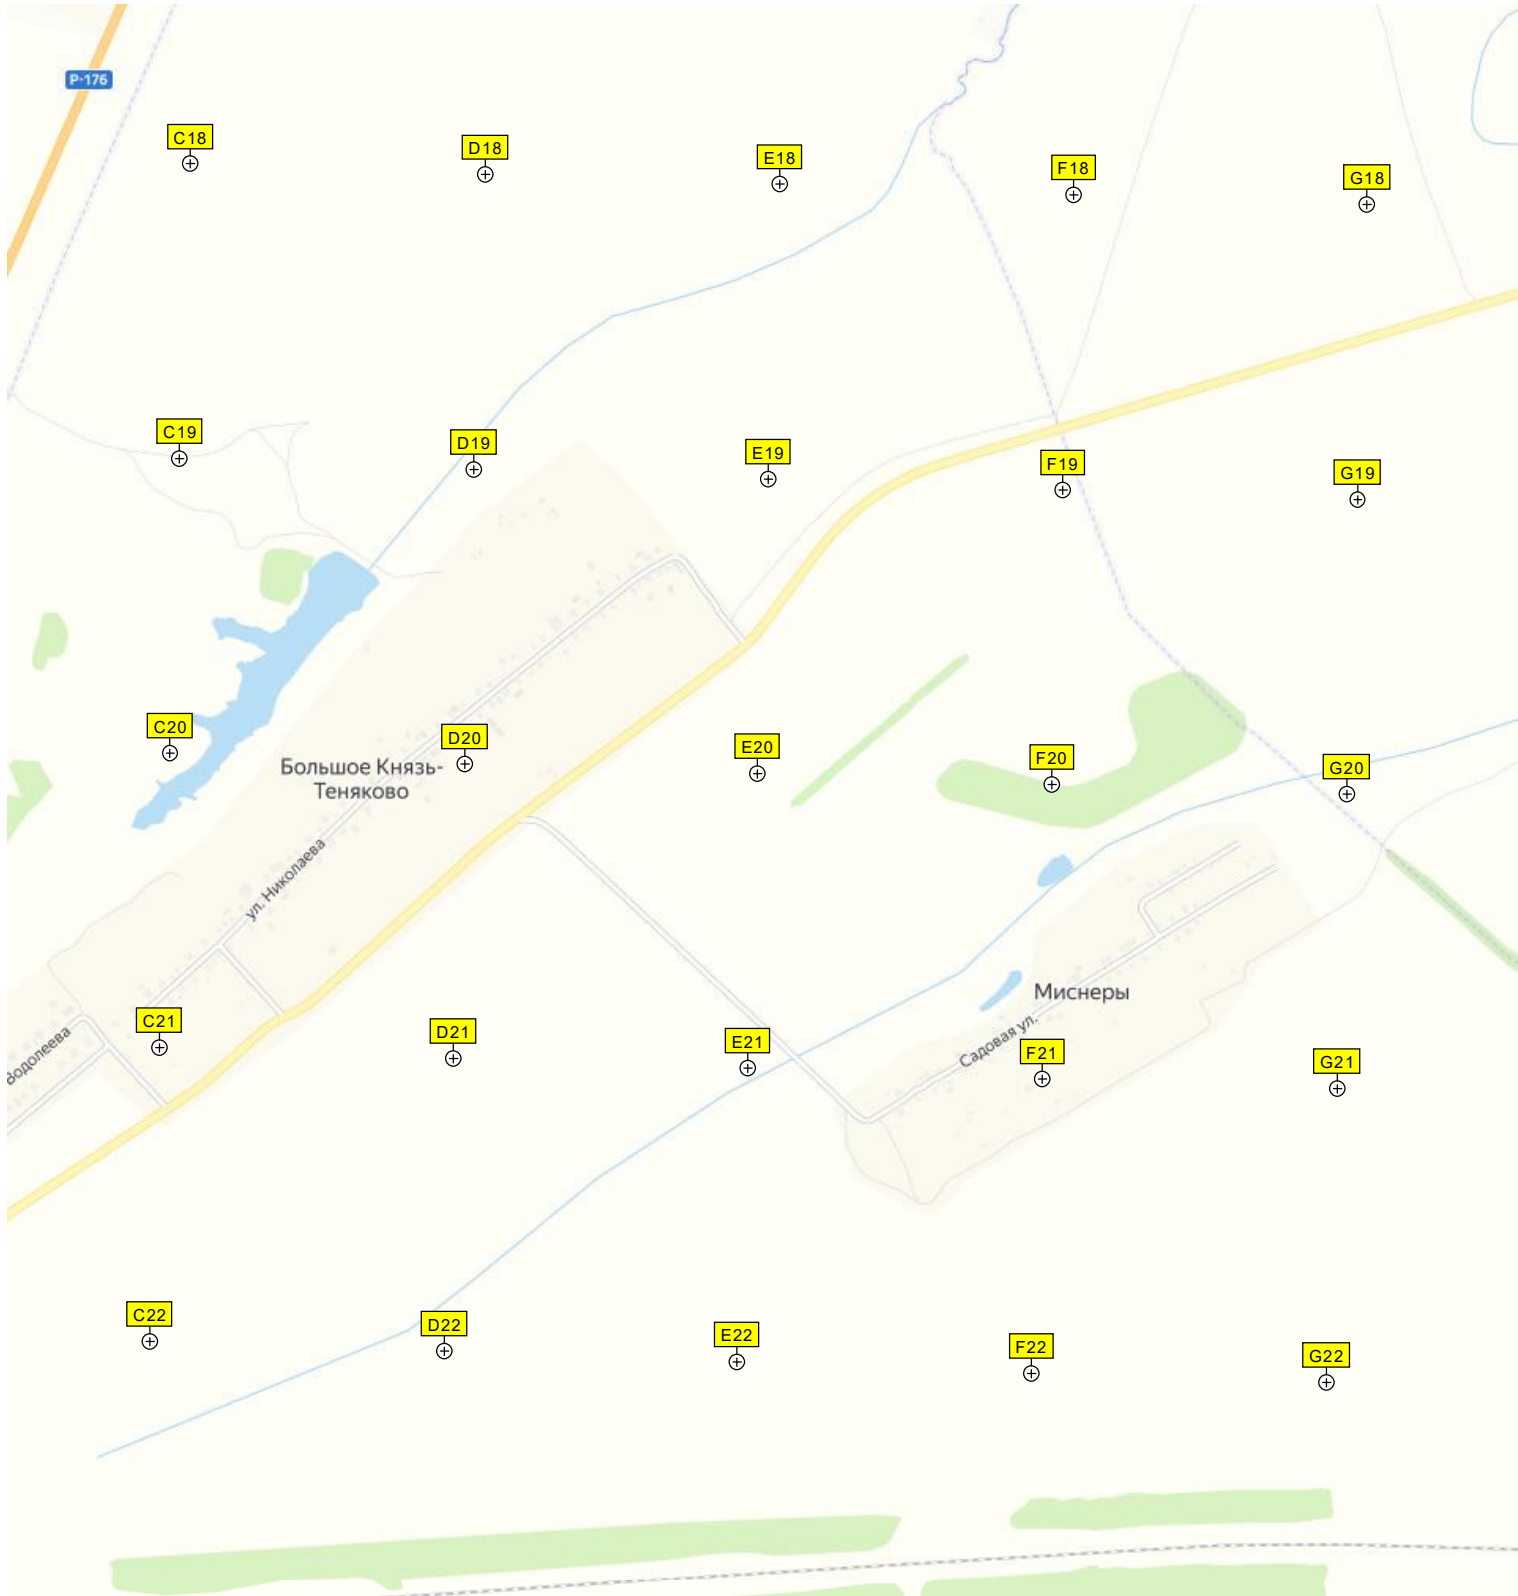 P-176
C18
D18
E18
F18
G18
C19
D19
E19
F19
G19
C20
D20
E20
F20
G20
Большое Князь-
Теняково
ул. Николаева
Миснеры
Садовая ул.
Водолеева
C21
D21
E21
F21
G21
C22
D22
E22
F22
G22